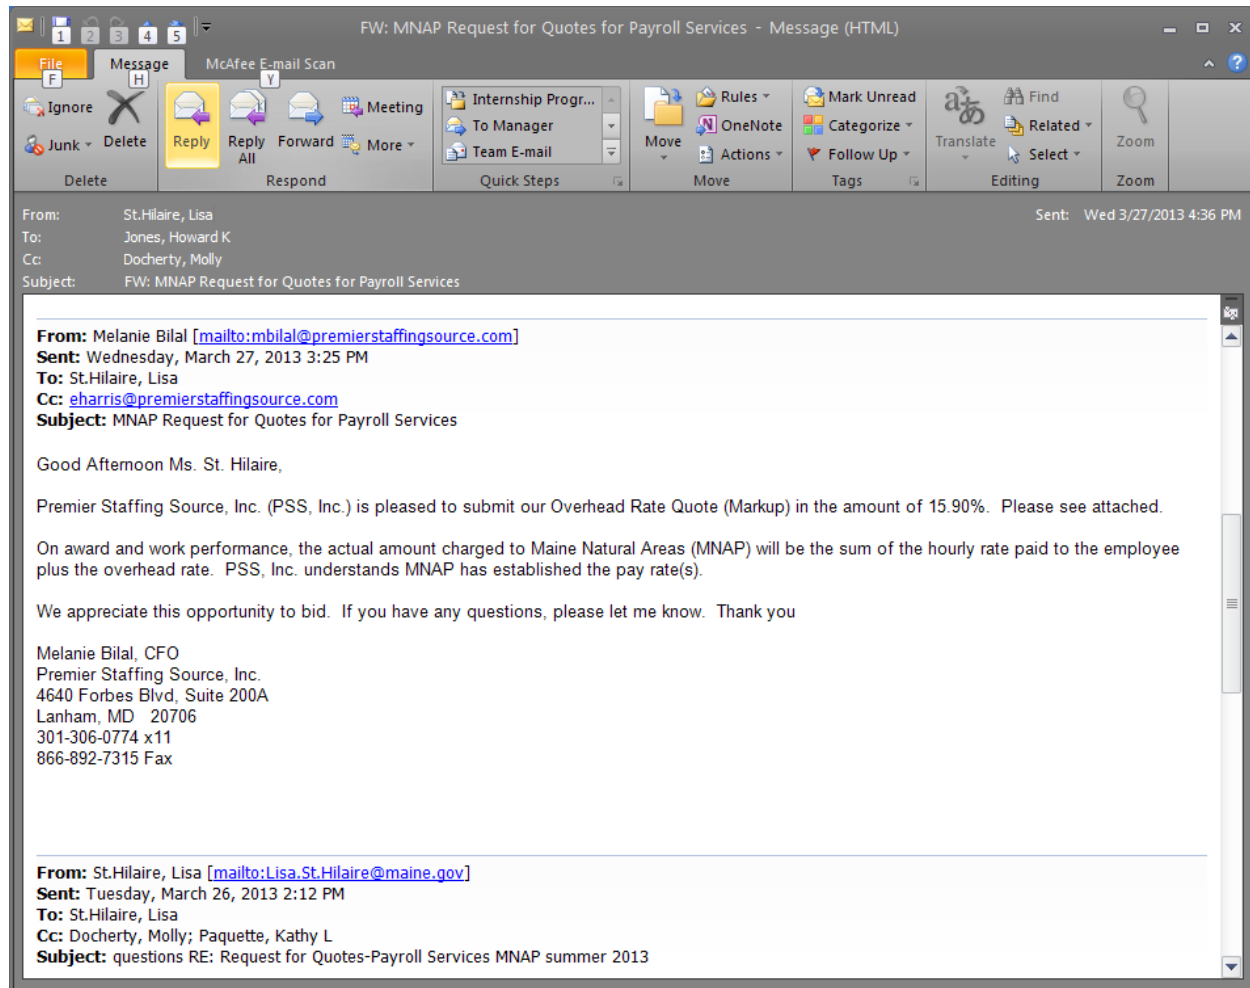 1 2 3 4 5
FW: MNAP Request for Quotes for Payroll Services - Message (HTML)
File Message McAfee E-mail Scan
F H Y
Ignore
Junk
Delete
Delete
Reply
Reply All
Forward
Meeting
More
Respond
Internship Progr...
To Manager
Team E-mail
Quick Steps
Move
Rules
OneNote
Actions
Move
Mark Unread
Categorize
Follow Up
Tags
Translate
Find
Related
Select
Editing
Zoom
Zoom
From: St.Hilaire, Lisa Sent: Wed 3/27/2013 4:36 PM
To: Jones, Howard K
Cc: Docherty, Molly
Subject: FW: MNAP Request for Quotes for Payroll Services
From: Melanie Bilal [mailto:mbilal@premierstaffingsource.com]
Sent: Wednesday, March 27, 2013 3:25 PM
To: St.Hilaire, Lisa
Cc: eharris@premierstaffingsource.com
Subject: MNAP Request for Quotes for Payroll Services
Good Afternoon Ms. St. Hilaire,
Premier Staffing Source, Inc. (PSS, Inc.) is pleased to submit our Overhead Rate Quote (Markup) in the amount of 15.90%. Please see attached.
On award and work performance, the actual amount charged to Maine Natural Areas (MNAP) will be the sum of the hourly rate paid to the employee
plus the overhead rate. PSS, Inc. understands MNAP has established the pay rate(s).
We appreciate this opportunity to bid. If you have any questions, please let me know. Thank you
Melanie Bilal, CFO
Premier Staffing Source, Inc.
4640 Forbes Blvd, Suite 200A
Lanham, MD 20706
301-306-0774 x11
866-892-7315 Fax
From: St.Hilaire, Lisa [mailto:Lisa.St.Hilaire@maine.gov]
Sent: Tuesday, March 26, 2013 2:12 PM
To: St.Hilaire, Lisa
Cc: Docherty, Molly; Paquette, Kathy L
Subject: questions RE: Request for Quotes-Payroll Services MNAP summer 2013